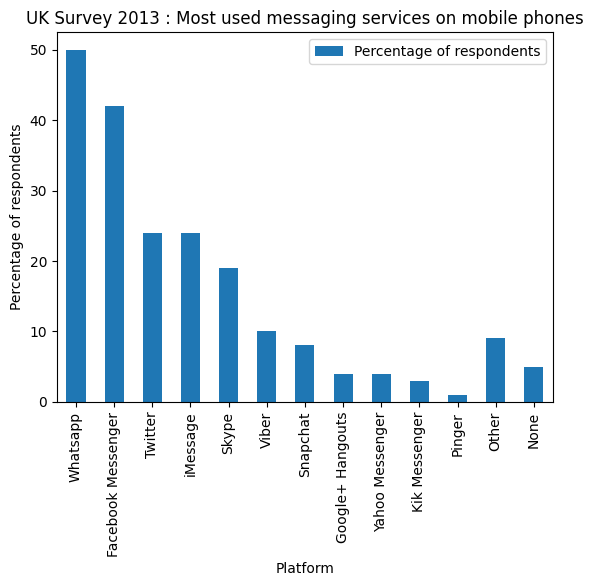 UK Survey 2013 : Most used messaging services on mobile phones
Percentage of respondents
Percentage of respondents
50
40
30
20
10
0
Whatsapp
Facebook Messenger
Twitter
iMessage
Skype
Viber
Snapchat
Google+ Hangouts
Yahoo Messenger
Kik Messenger
Pinger
Other
None
Platform